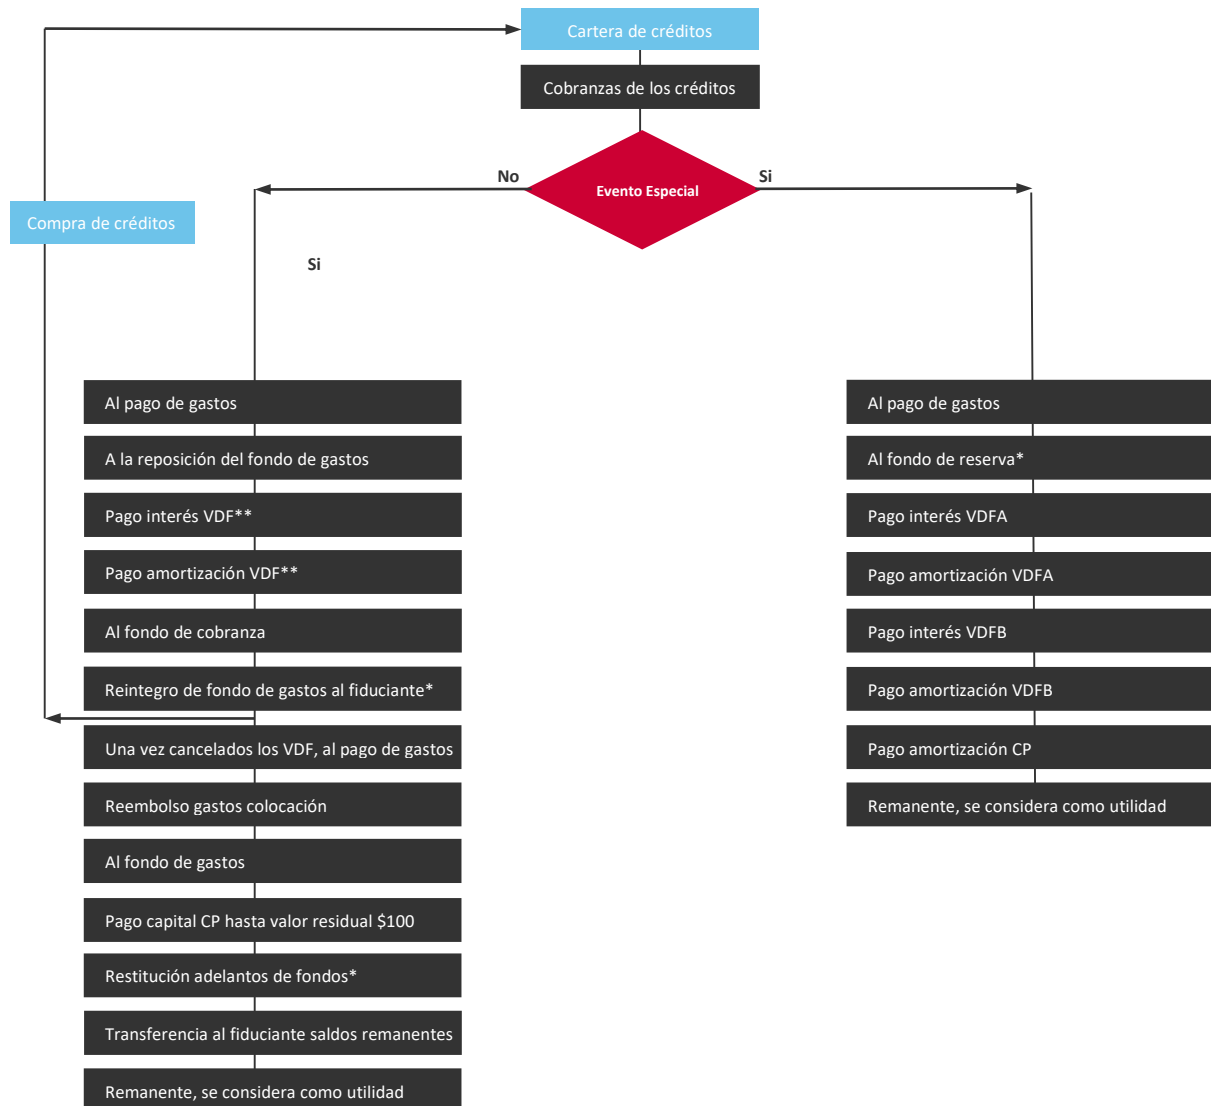 Cartera de créditos
Cobranzas de los créditos
No
Evento Especial
Si
Compra de créditos
Si
Al pago de gastos
A la reposición del fondo de gastos
Pago interés VDF**
Pago amortización VDF**
Al fondo de cobranza
Reintegro de fondo de gastos al fiduciante*
Una vez cancelados los VDF, al pago de gastos
Reembolso gastos colocación
Al fondo de gastos
Pago capital CP hasta valor residual $100
Restitución adelantos de fondos*
Transferencia al fiduciante saldos remanentes
Remanente, se considera como utilidad
Al pago de gastos
Al fondo de reserva*
Pago interés VDFA
Pago amortización VDFA
Pago interés VDFB
Pago amortización VDFB
Pago amortización CP
Remanente, se considera como utilidad